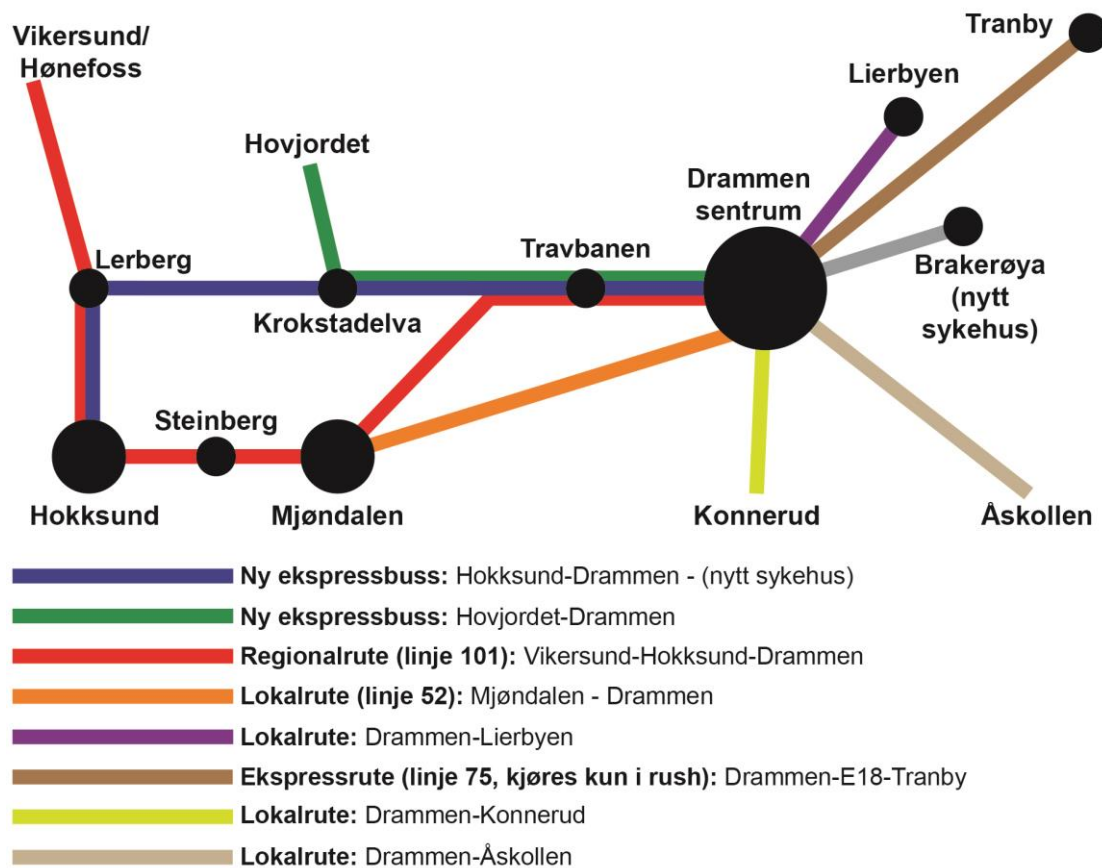 Vikersund/
Hønefoss
Tranby
Lierbyen
Hovjordet
Drammen
sentrum
Lerberg
Travbanen
Krokstadelva
Brakerøya
(nytt
sykehus)
Steinberg
Hokksund
Mjøndalen
Konnerud
Åskollen
Ny ekspressbuss: Hokksund-Drammen - (nytt sykehus)
Ny ekspressbuss: Hovjordet-Drammen
Regionalrute (linje 101): Vikersund-Hokksund-Drammen
Lokalrute (linje 52): Mjøndalen - Drammen
Lokalrute: Drammen-Lierbyen
Ekspressrute (linje 75, kjøres kun i rush): Drammen-E18-Tranby
Lokalrute: Drammen-Konnerud
Lokalrute: Drammen-Åskollen